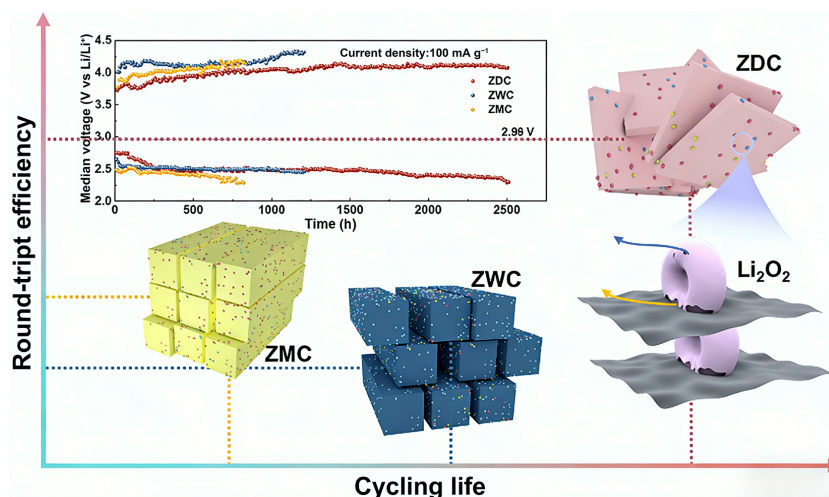 Round-tript efficiency
4.5
4.0
3.5
3.0
2.5
2.0
Median voltage (V vs Li/Li⁺)
Current density:100 mA g⁻¹
ZDC
ZWC
ZMC
2.99 V
0
500
1000
1500
2000
2500
Time (h)
ZDC
ZMC
ZWC
Li₂O₂
Cycling life